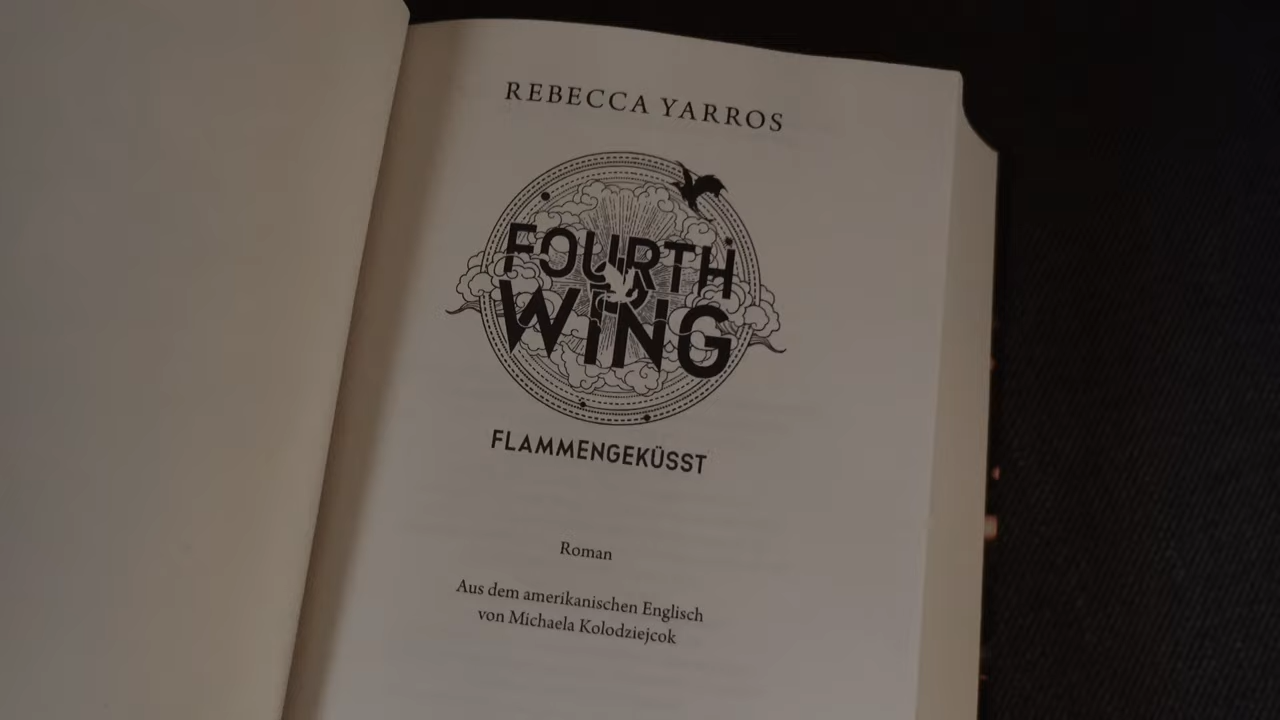 REBECCA YARROS
FOURTH
WING
FLAMMENGEKÜSST
Roman
Aus dem amerikanischen Englisch
von Michaela Kolodziejcok